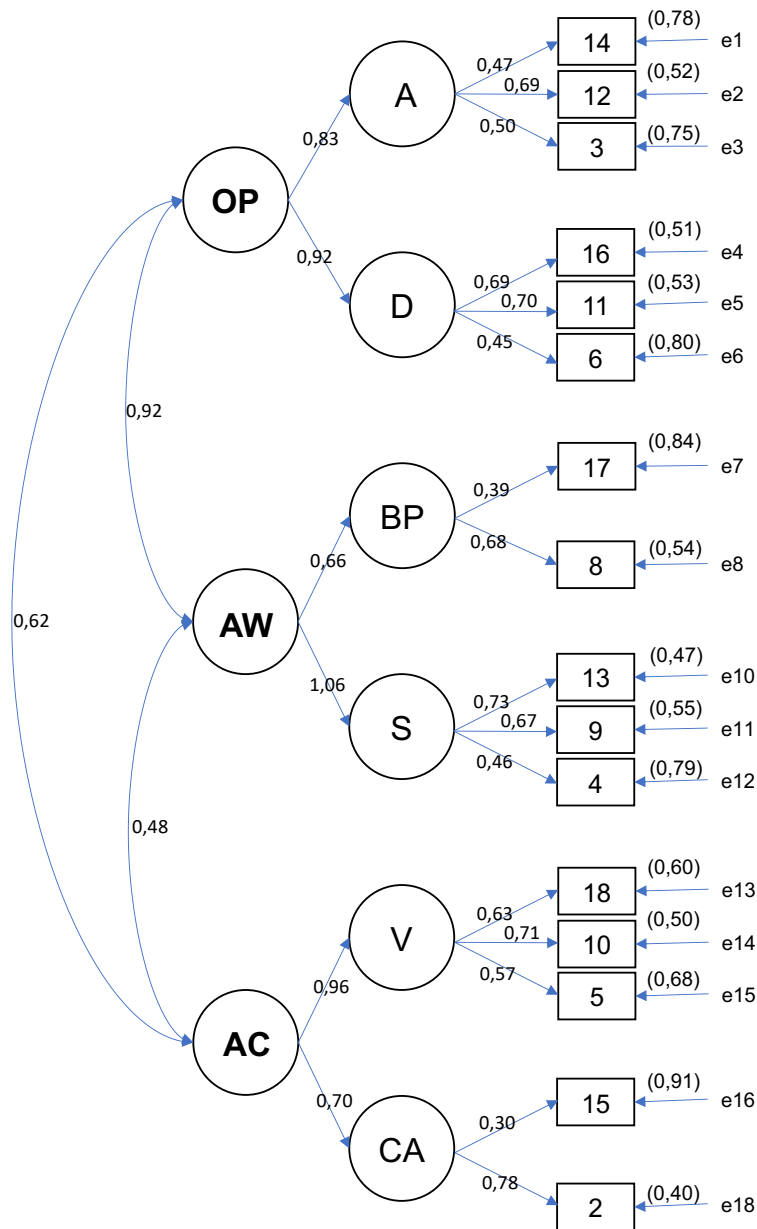 (0,78)
14
e1
0,47
A
0,69
12
(0,52)
e2
0,50
3
(0,75)
e3
0,83
OP
0,92
16
(0,51)
e4
0,69
D
0,70
11
(0,53)
e5
0,45
6
(0,80)
e6
0,92
17
(0,84)
e7
0,39
BP
0,68
0,66
8
(0,54)
e8
0,62
AW
1,06
13
(0,47)
e10
0,73
S
0,67
9
(0,55)
e11
0,46
4
(0,79)
e12
0,48
18
(0,60)
e13
0,63
V
0,71
10
(0,50)
e14
0,57
5
(0,68)
e15
0,96
AC
0,70
15
(0,91)
e16
0,30
CA
0,78
2
(0,40)
e18